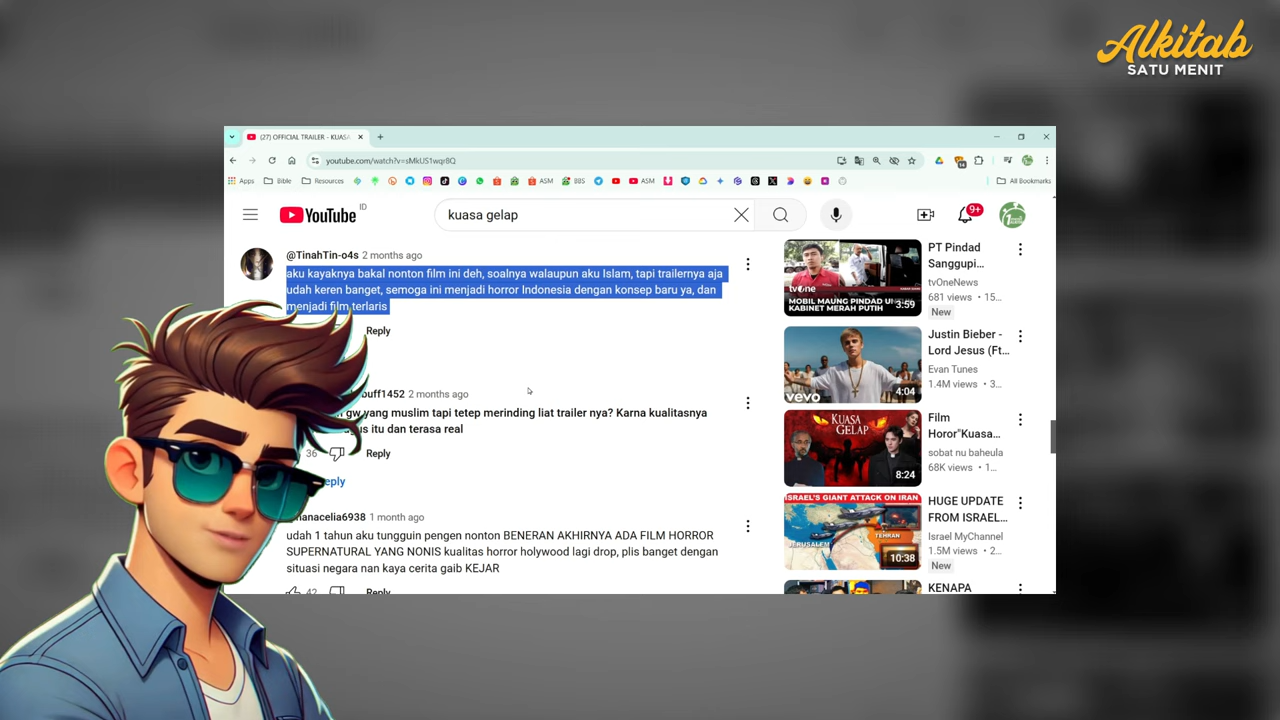 Alkitab
SATU MENIT
(27) OFFICIAL TRAILER - KUASA
youtube.com/watch?v=sMkUS1wqr8Q
Apps
Bible
Resources
ASM
BBS
ASM
All Bookmarks
YouTube
ID
kuasa gelap
9+
@TinahTin-o4s 2 months ago
aku kayaknya bakal nonton film ini deh, soalnya walaupun aku Islam, tapi trailernya aja
udah keren banget, semoga ini menjadi horror Indonesia dengan konsep baru ya, dan
menjadi film terlaris
Reply
buff1452 2 months ago
gw yang muslim tapi tetep merinding liat trailer nya? Karna kualitasnya
itu dan terasa real
36
Reply
eply
nanacelia6938 1 month ago
udah 1 tahun aku tungguin pengen nonton BENERAN AKHIRNYA ADA FILM HORROR
SUPERNATURAL YANG NONIS kualitas horror holywood lagi drop, plis banget dengan
situasi negara nan kaya cerita gaib KEJAR
42
Reply
tvOne
MOBIL MAUNG PINDAD
KABINET MERAH PUTIH
3:59
PT Pindad
Sanggupi...
tvOneNews
681 views • 15...
New
vevo
4:04
Justin Bieber -
Lord Jesus (Ft...
Evan Tunes
1.4M views • 3...
KUASA
GELAP
8:24
Film
Horor"Kuasa...
sobat nu baheula
68K views • 1...
ISRAEL'S GIANT ATTACK ON IRAN
JERUSALEM
TEHRAN
10:38
HUGE UPDATE
FROM ISRAEL...
Israel MyChannel
1.5M views • 2...
New
KENAPA